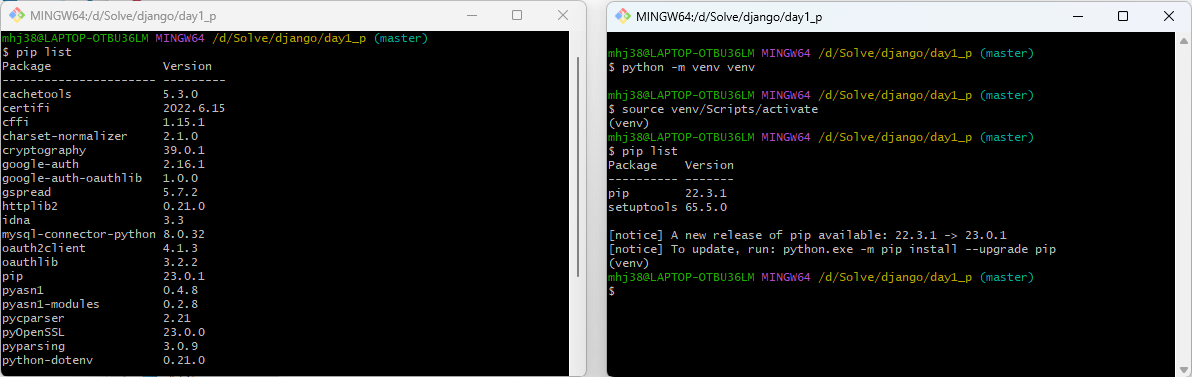 MINGW64:/d/Solve/django/day1_p
mhj38@LAPTOP-OTBU36LM MINGW64 /d/Solve/django/day1_p (master)
$ pip list
Package                Version
---------------------- ---------
cachetools             5.3.0
certifi                2022.6.15
cffi                   1.15.1
charset-normalizer     2.1.0
cryptography           39.0.1
google-auth            2.16.1
google-auth-oauthlib   1.0.0
gspread                5.7.2
httplib2               0.21.0
idna                   3.3
mysql-connector-python 8.0.32
oauth2client           4.1.3
oauthlib               3.2.2
pip                    23.0.1
pyasn1                 0.4.8
pyasn1-modules         0.2.8
pycparser              2.21
pyOpenSSL              23.0.0
pyparsing              3.0.9
python-dotenv          0.21.0
MINGW64:/d/Solve/django/day1_p
mhj38@LAPTOP-OTBU36LM MINGW64 /d/Solve/django/day1_p (master)
$ python -m venv venv
mhj38@LAPTOP-OTBU36LM MINGW64 /d/Solve/django/day1_p (master)
$ source venv/Scripts/activate
(venv)
mhj38@LAPTOP-OTBU36LM MINGW64 /d/Solve/django/day1_p (master)
$ pip list
Package    Version
---------- -------
pip        22.3.1
setuptools 65.5.0
[notice] A new release of pip available: 22.3.1 -> 23.0.1
[notice] To update, run: python.exe -m pip install --upgrade pip
(venv)
mhj38@LAPTOP-OTBU36LM MINGW64 /d/Solve/django/day1_p (master)
$